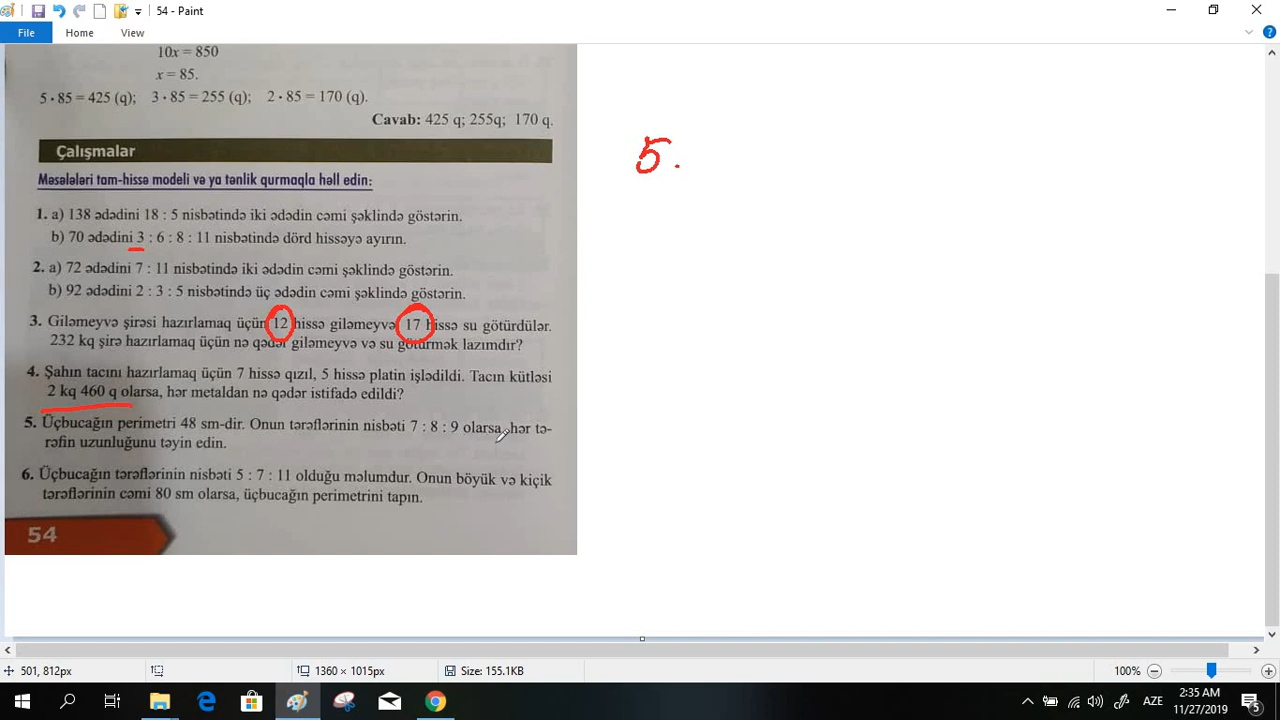 54 - Paint
File Home View
10x = 850
x = 85.
5 · 85 = 425 (q); 3 · 85 = 255 (q); 2 · 85 = 170 (q).
Cavab: 425 q; 255q; 170 q.
Çalışmalar
Məsələləri tam-hissə modeli və ya tənlik qurmaqla həll edin:
1. a) 138 ədədini 18 : 5 nisbətində iki ədədin cəmi şəklində göstərin.
b) 70 ədədini 3 : 6 : 8 : 11 nisbətində dörd hissəyə ayırın.
2. a) 72 ədədini 7 : 11 nisbətində iki ədədin cəmi şəklində göstərin.
b) 92 ədədini 2 : 3 : 5 nisbətində üç ədədin cəmi şəklində göstərin.
3. Giləmeyvə şirəsi hazırlamaq üçün 12 hissə giləmeyvə 17 hissə su götürdülər.
232 kq şirə hazırlamaq üçün nə qədər giləmeyvə və su götürmək lazımdır?
4. Şahın tacını hazırlamaq üçün 7 hissə qızıl, 5 hissə platin işlədildi. Tacın kütləsi
2 kq 460 q olarsa, hər metaldan nə qədər istifadə edildi?
5. Üçbucağın perimetri 48 sm-dir. Onun tərəflərinin nisbəti 7 : 8 : 9 olarsa, hər tə-
rəfin uzunluğunu təyin edin.
6. Üçbucağın tərəflərinin nisbəti 5 : 7 : 11 olduğu məlumdur. Onun böyük və kiçik
tərəflərinin cəmi 80 sm olarsa, üçbucağın perimetrini tapın.
54
5.
501, 812px 1360 × 1015px Size: 155.1KB 100%
AZE 2:35 AM
11/27/2019 5